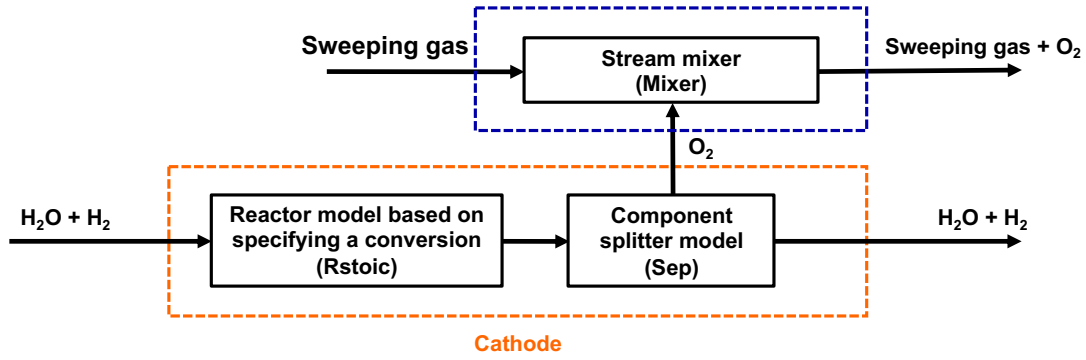 Sweeping gas
Stream mixer
(Mixer)
Sweeping gas + O₂
O₂
H₂O + H₂
Reactor model based on
specifying a conversion
(Rstoic)
Component
splitter model
(Sep)
H₂O + H₂
Cathode